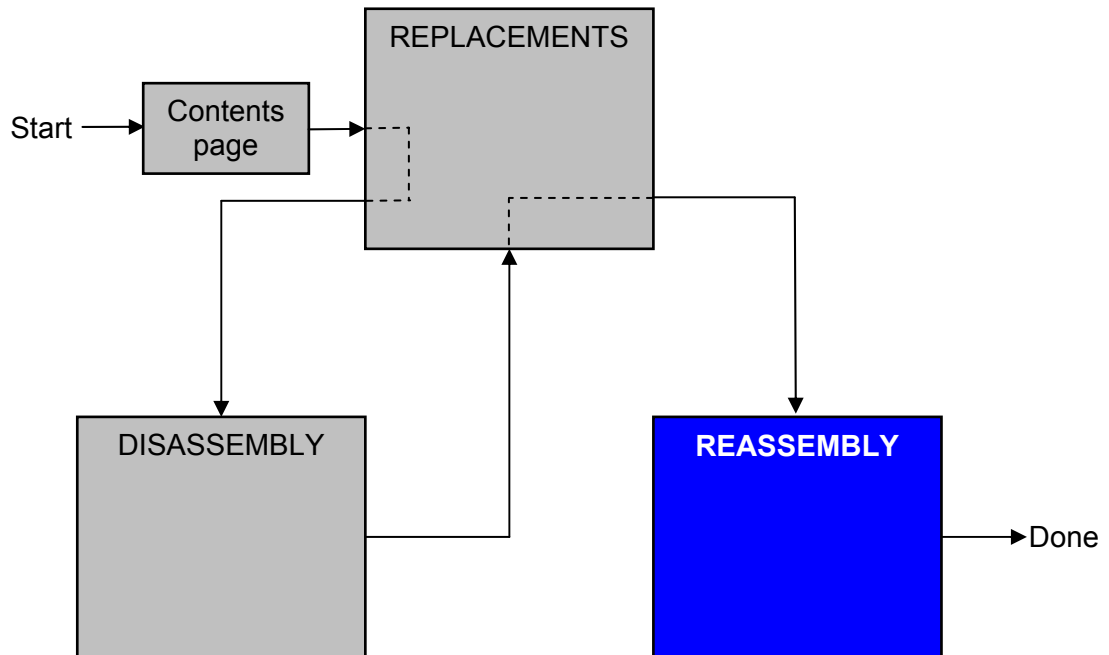 REPLACEMENTS
Start
Contents
page
DISASSEMBLY
REASSEMBLY
Done